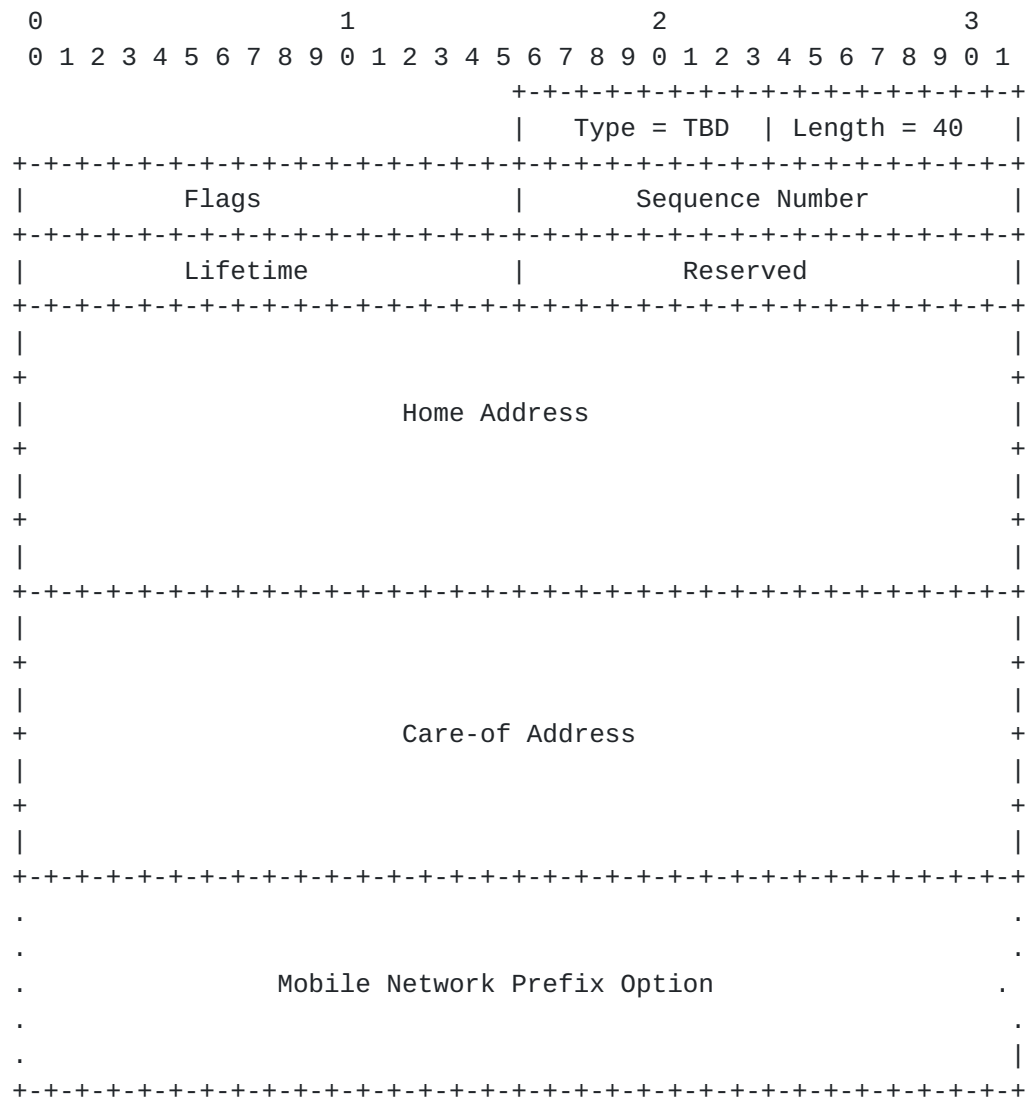 0                   1                   2                   3
 0 1 2 3 4 5 6 7 8 9 0 1 2 3 4 5 6 7 8 9 0 1 2 3 4 5 6 7 8 9 0 1
                                +-+-+-+-+-+-+-+-+-+-+-+-+-+-+-+-+
                                |   Type = TBD  | Length = 40   |
+-+-+-+-+-+-+-+-+-+-+-+-+-+-+-+-+-+-+-+-+-+-+-+-+-+-+-+-+-+-+-+-+
|          Flags                |       Sequence Number         |
+-+-+-+-+-+-+-+-+-+-+-+-+-+-+-+-+-+-+-+-+-+-+-+-+-+-+-+-+-+-+-+-+
|          Lifetime             |          Reserved             |
+-+-+-+-+-+-+-+-+-+-+-+-+-+-+-+-+-+-+-+-+-+-+-+-+-+-+-+-+-+-+-+-+
|                                                               |
+                                                               +
|                        Home Address                           |
+                                                               +
|                                                               |
+                                                               +
|                                                               |
+-+-+-+-+-+-+-+-+-+-+-+-+-+-+-+-+-+-+-+-+-+-+-+-+-+-+-+-+-+-+-+-+
|                                                               |
+                                                               +
|                                                               |
+                        Care-of Address                        +
|                                                               |
+                                                               +
|                                                               |
+-+-+-+-+-+-+-+-+-+-+-+-+-+-+-+-+-+-+-+-+-+-+-+-+-+-+-+-+-+-+-+-+
.                                                               .
.                                                               .
.                Mobile Network Prefix Option                  .
.                                                               .
.                                                               |
+-+-+-+-+-+-+-+-+-+-+-+-+-+-+-+-+-+-+-+-+-+-+-+-+-+-+-+-+-+-+-+-+